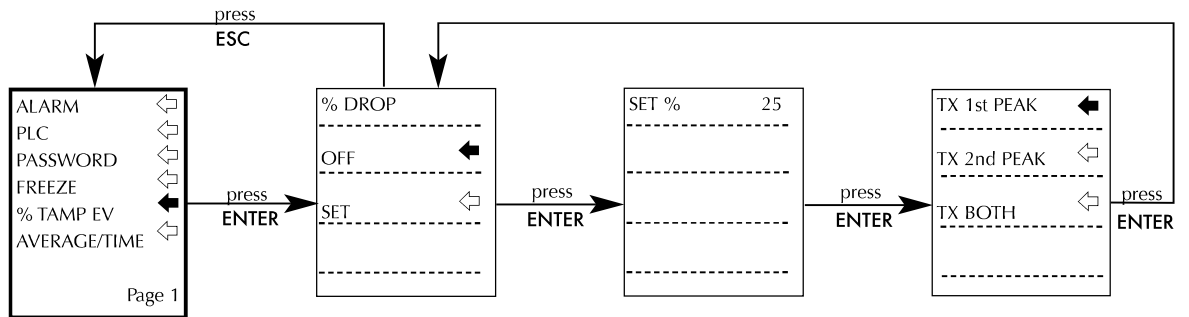 press
ESC
ALARM
PLC
PASSWORD
FREEZE
% TAMP EV
AVERAGE/TIME
Page 1
press
ENTER
% DROP
OFF
SET
press
ENTER
SET % 25
press
ENTER
TX 1st PEAK
TX 2nd PEAK
TX BOTH
press
ENTER